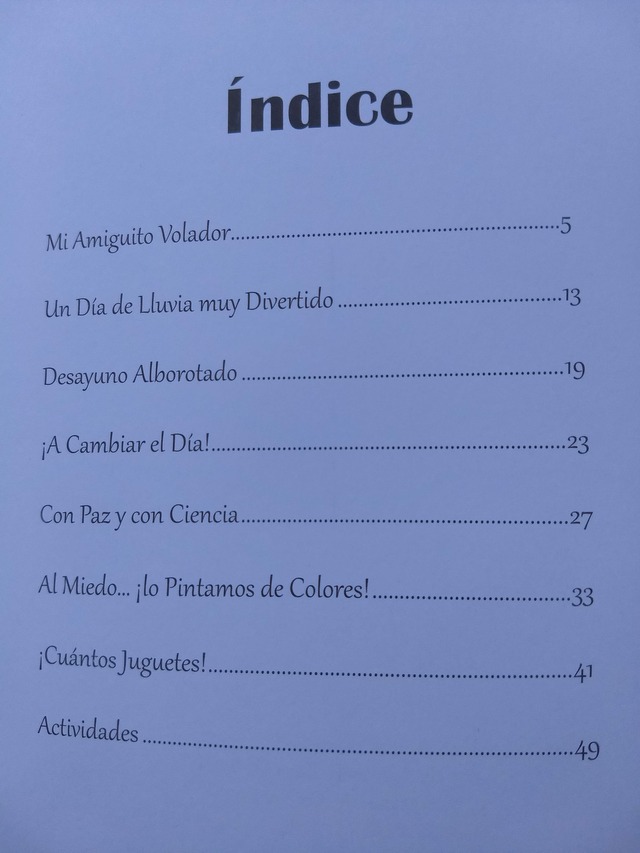 Índice
Mi Amiguito Volador..............................................................5
Un Día de Lluvia muy Divertido ..........................................13
Desayuno Alborotado ............................................................19
¡A Cambiar el Día!..................................................................23
Con Paz y con Ciencia.............................................................27
Al Miedo... ¡lo Pintamos de Colores!.....................................33
¡Cuántos Juguetes!...................................................................41
Actividades ................................................................................49